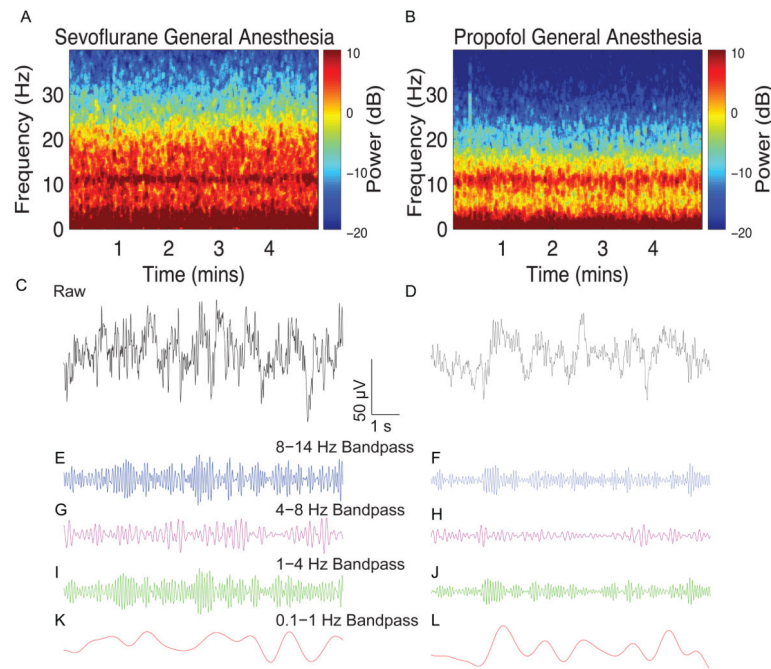 A
B
Sevoflurane General Anesthesia
Propofol General Anesthesia
Frequency (Hz)
30
20
10
0
1 2 3 4
Time (mins)
10
0
−10
−20
Power (dB)
Frequency (Hz)
30
20
10
0
1 2 3 4
Time (mins)
10
0
−10
−20
Power (dB)
C
Raw
D
50 μV
1 s
E
8−14 Hz Bandpass
F
G
4−8 Hz Bandpass
H
I
1−4 Hz Bandpass
J
K
0.1−1 Hz Bandpass
L